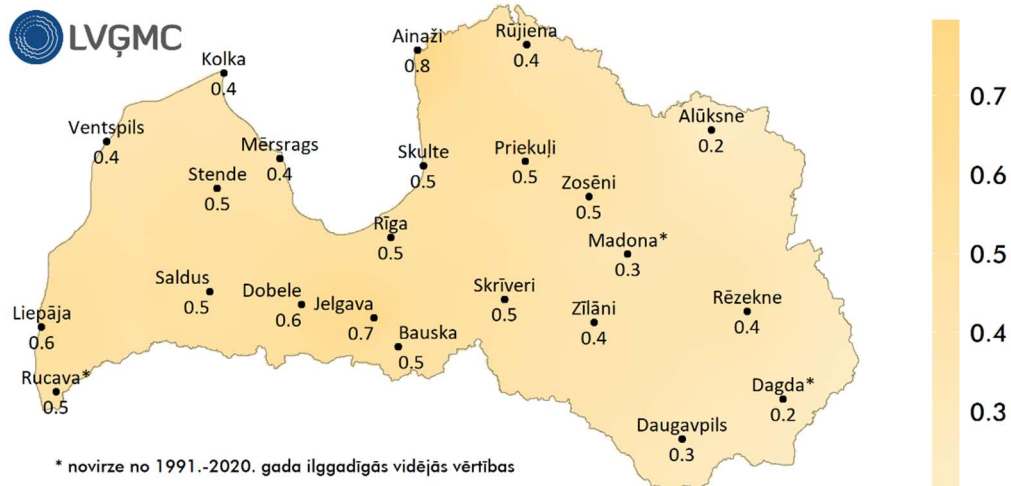 LVĢMC
Ainaži
0.8
Rūjiena
0.4
Kolka
0.4
Ventspils
0.4
Mērsrags
0.4
Stende
0.5
Skulte
0.5
Priekuļi
0.5
Alūksne
0.2
Zosēni
0.5
Rīga
0.5
Madona*
0.3
Saldus
0.5
Dobele
0.6
Jelgava
0.7
Bauska
0.5
Skrīveri
0.5
Zīlāni
0.4
Rēzekne
0.4
Liepāja
0.6
Rucava*
0.5
Dagda*
0.2
Daugavpils
0.3
* novirze no 1991.-2020. gada ilggadīgās vidējās vērtības
0.7
0.6
0.5
0.4
0.3